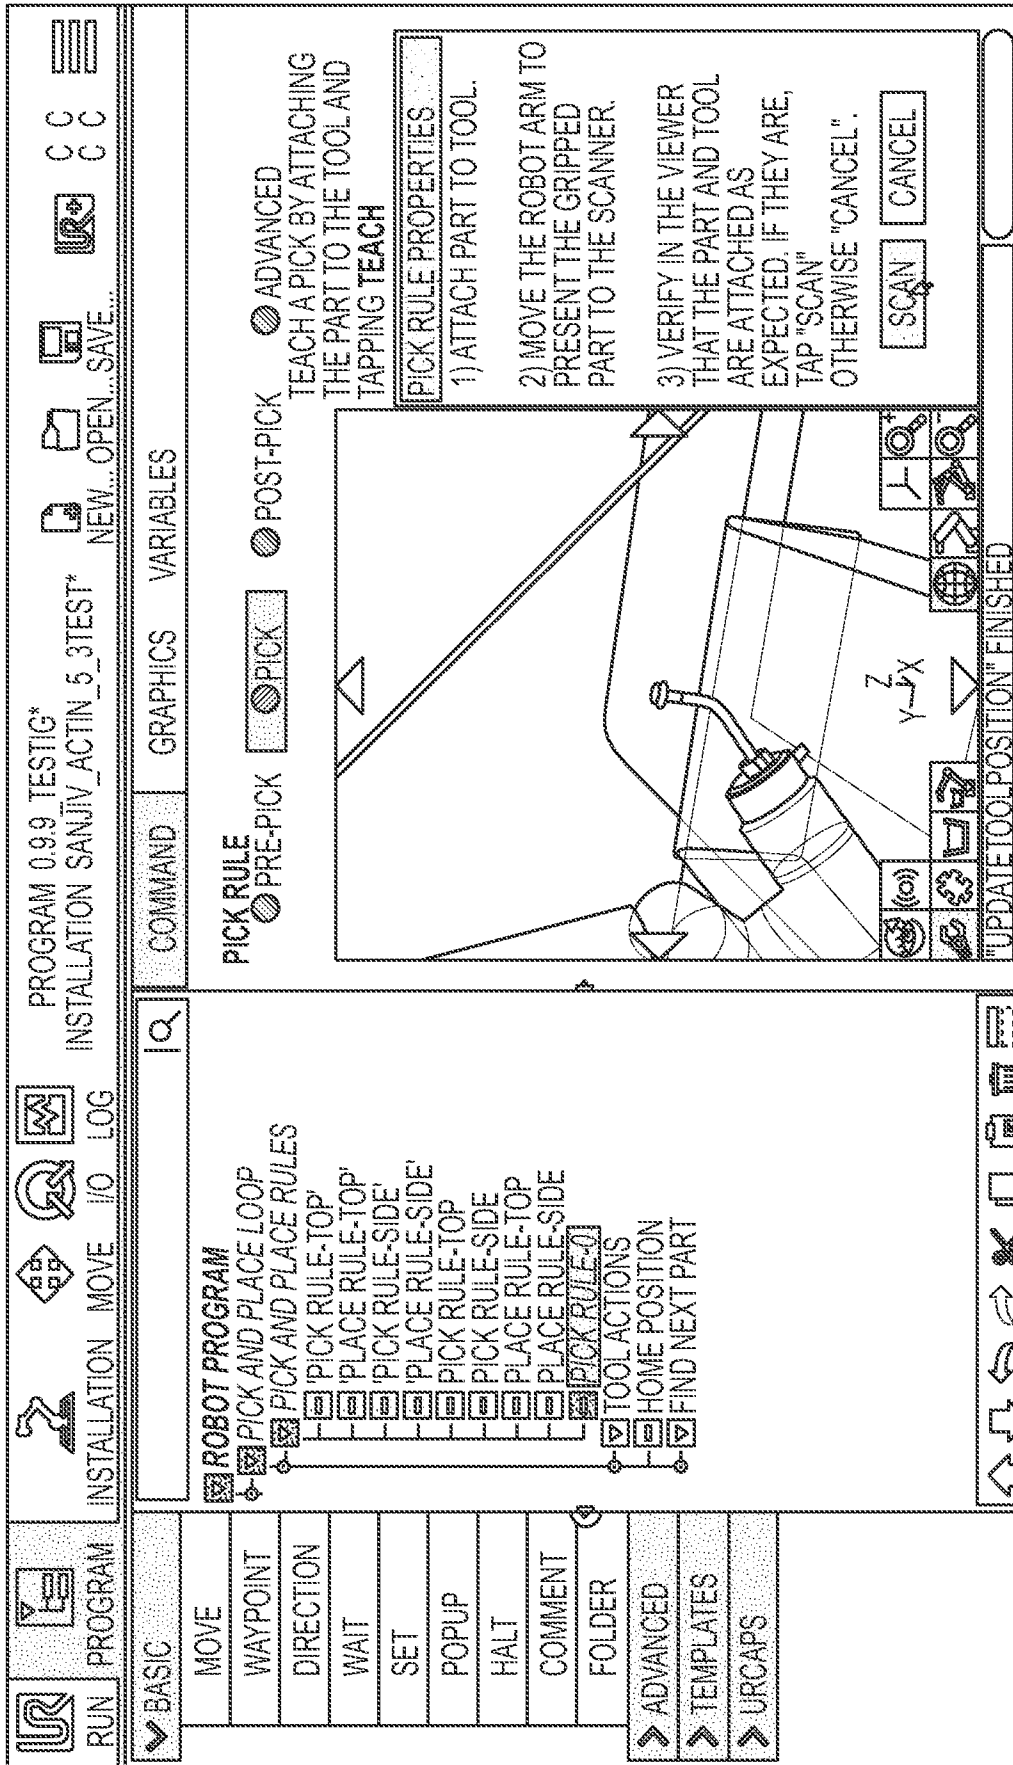 PROGRAM 0.9.9_TESTIG*
INSTALLATION SANJIV_ACTIN_5_3TEST*
RUN
PROGRAM
INSTALLATION
MOVE
I/O
LOG
NEW...
OPEN...
SAVE...
C C
C C
BASIC
MOVE
WAYPOINT
DIRECTION
WAIT
SET
POPUP
HALT
COMMENT
FOLDER
ADVANCED
TEMPLATES
URCAPS
ROBOT PROGRAM
PICK AND PLACE LOOP
PICK AND PLACE RULES
'PICK RULE-TOP'
'PLACE RULE-TOP'
'PICK RULE-SIDE'
'PLACE RULE-SIDE'
PICK RULE-TOP
PICK RULE-SIDE
PLACE RULE-TOP
PLACE RULE-SIDE
PICK RULE-0
TOOL ACTIONS
HOME POSITION
FIND NEXT PART
COMMAND
GRAPHICS
VARIABLES
PICK RULE
PRE-PICK
PICK
POST-PICK
ADVANCED
TEACH A PICK BY ATTACHING
THE PART TO THE TOOL AND
TAPPING TEACH
PICK RULE PROPERTIES
1) ATTACH PART TO TOOL.
2) MOVE THE ROBOT ARM TO
PRESENT THE GRIPPED
PART TO THE SCANNER.
3) VERIFY IN THE VIEWER
THAT THE PART AND TOOL
ARE ATTACHED AS
EXPECTED. IF THEY ARE,
TAP "SCAN"
OTHERWISE "CANCEL".
SCAN
CANCEL
Z
Y
X
"UPDATETOOLPOSITION" FINISHED